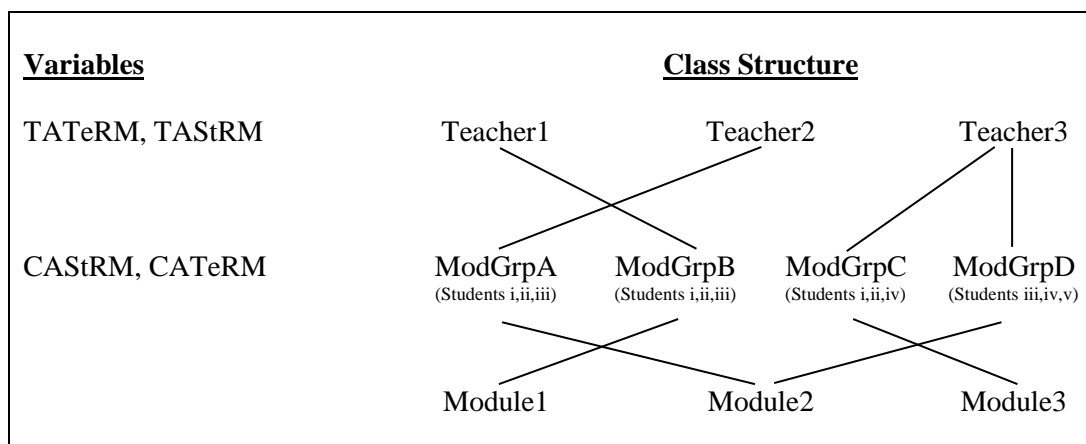 Variables Class Structure
TATeRM, TAStRM Teacher1 Teacher2 Teacher3
CAStRM, CATeRM ModGrpA ModGrpB ModGrpC ModGrpD
(Students i,ii,iii) (Students i,ii,iii) (Students i,ii,iv) (Students iii,iv,v)
Module1 Module2 Module3